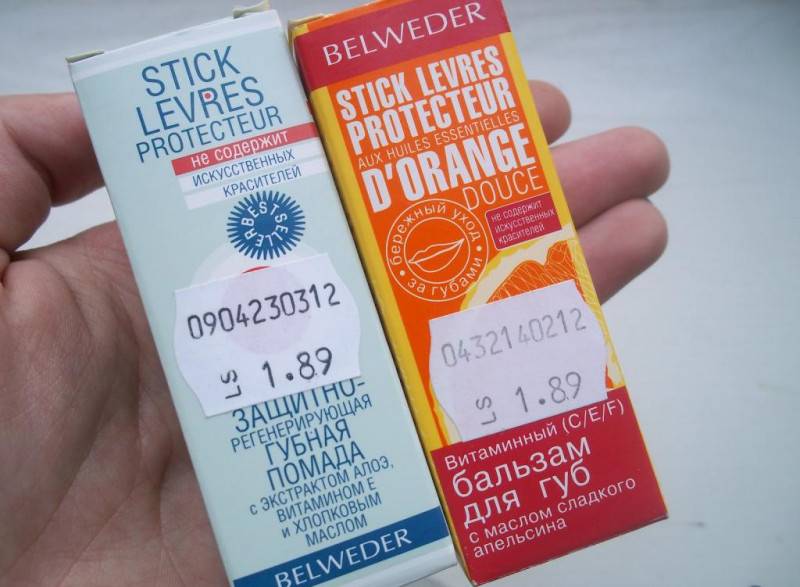 STICK
LEVRES
PROTECTEUR
не содержит
искусственных
красителей
BESTSELLER
0904230312
LS 1.89
ЗАЩИТНО-
РЕГЕНЕРИРУЮЩАЯ
ГУБНАЯ
ПОМАДА
С ЭКСТРАКТОМ АЛОЭ,
ВИТАМИНОМ Е
И ХЛОПКОВЫМ
МАСЛОМ
BELWEDER
BELWEDER
STICK LEVRES
PROTECTEUR
AUX HUILES ESSENTIELLES
D'ORANGE
DOUCE
бережный уход
за губами
не содержит
искусственных
красителей
0432140212
LS 1.89
Витаминный (C/E/F)
бальзам
для губ
с маслом сладкого
апельсина